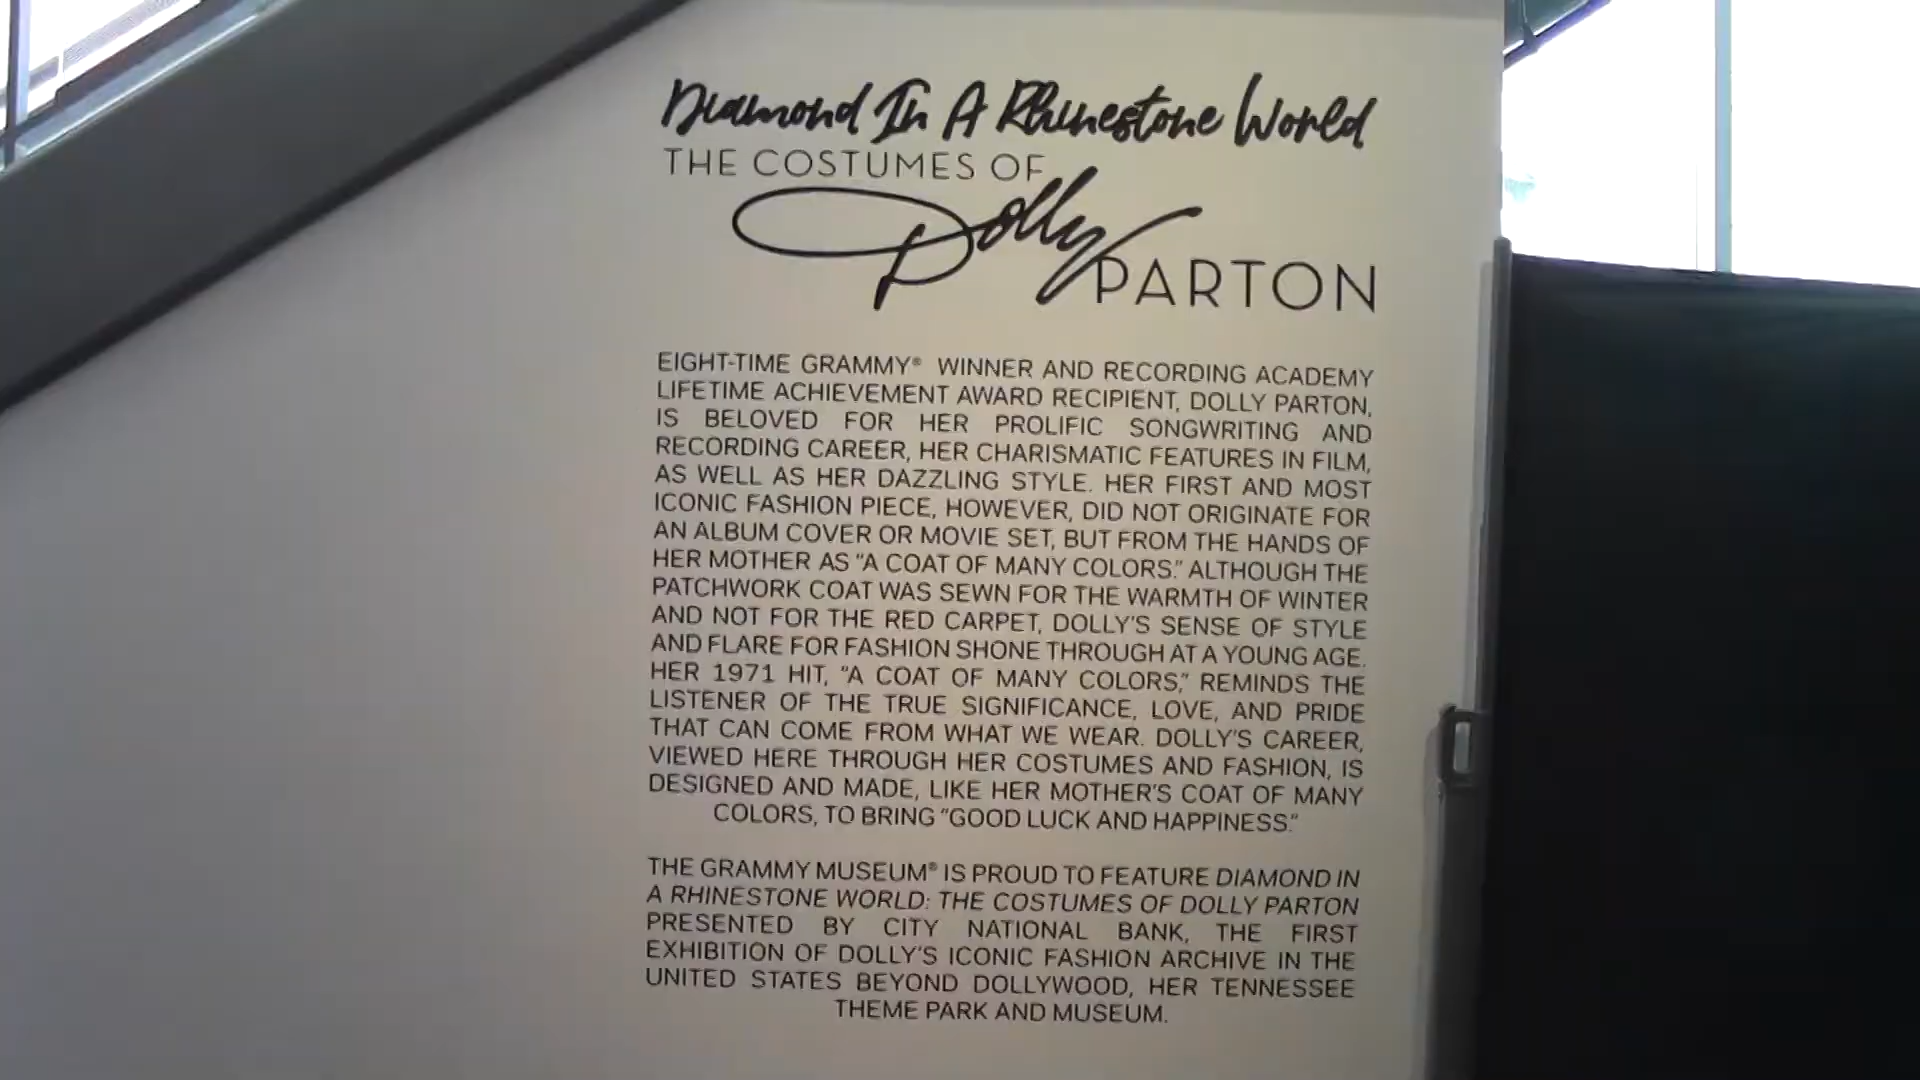 Diamond In A Rhinestone World
THE COSTUMES OF
Dolly
PARTON
EIGHT-TIME GRAMMY® WINNER AND RECORDING ACADEMY
LIFETIME ACHIEVEMENT AWARD RECIPIENT, DOLLY PARTON,
IS BELOVED FOR HER PROLIFIC SONGWRITING AND
RECORDING CAREER, HER CHARISMATIC FEATURES IN FILM,
AS WELL AS HER DAZZLING STYLE. HER FIRST AND MOST
ICONIC FASHION PIECE, HOWEVER, DID NOT ORIGINATE FOR
AN ALBUM COVER OR MOVIE SET, BUT FROM THE HANDS OF
HER MOTHER AS “A COAT OF MANY COLORS.” ALTHOUGH THE
PATCHWORK COAT WAS SEWN FOR THE WARMTH OF WINTER
AND NOT FOR THE RED CARPET, DOLLY’S SENSE OF STYLE
AND FLARE FOR FASHION SHONE THROUGH AT A YOUNG AGE.
HER 1971 HIT, “A COAT OF MANY COLORS,” REMINDS THE
LISTENER OF THE TRUE SIGNIFICANCE, LOVE, AND PRIDE
THAT CAN COME FROM WHAT WE WEAR. DOLLY’S CAREER,
VIEWED HERE THROUGH HER COSTUMES AND FASHION, IS
DESIGNED AND MADE, LIKE HER MOTHER’S COAT OF MANY
COLORS, TO BRING “GOOD LUCK AND HAPPINESS.”
THE GRAMMY MUSEUM® IS PROUD TO FEATURE DIAMOND IN
A RHINESTONE WORLD: THE COSTUMES OF DOLLY PARTON
PRESENTED BY CITY NATIONAL BANK, THE FIRST
EXHIBITION OF DOLLY’S ICONIC FASHION ARCHIVE IN THE
UNITED STATES BEYOND DOLLYWOOD, HER TENNESSEE
THEME PARK AND MUSEUM.